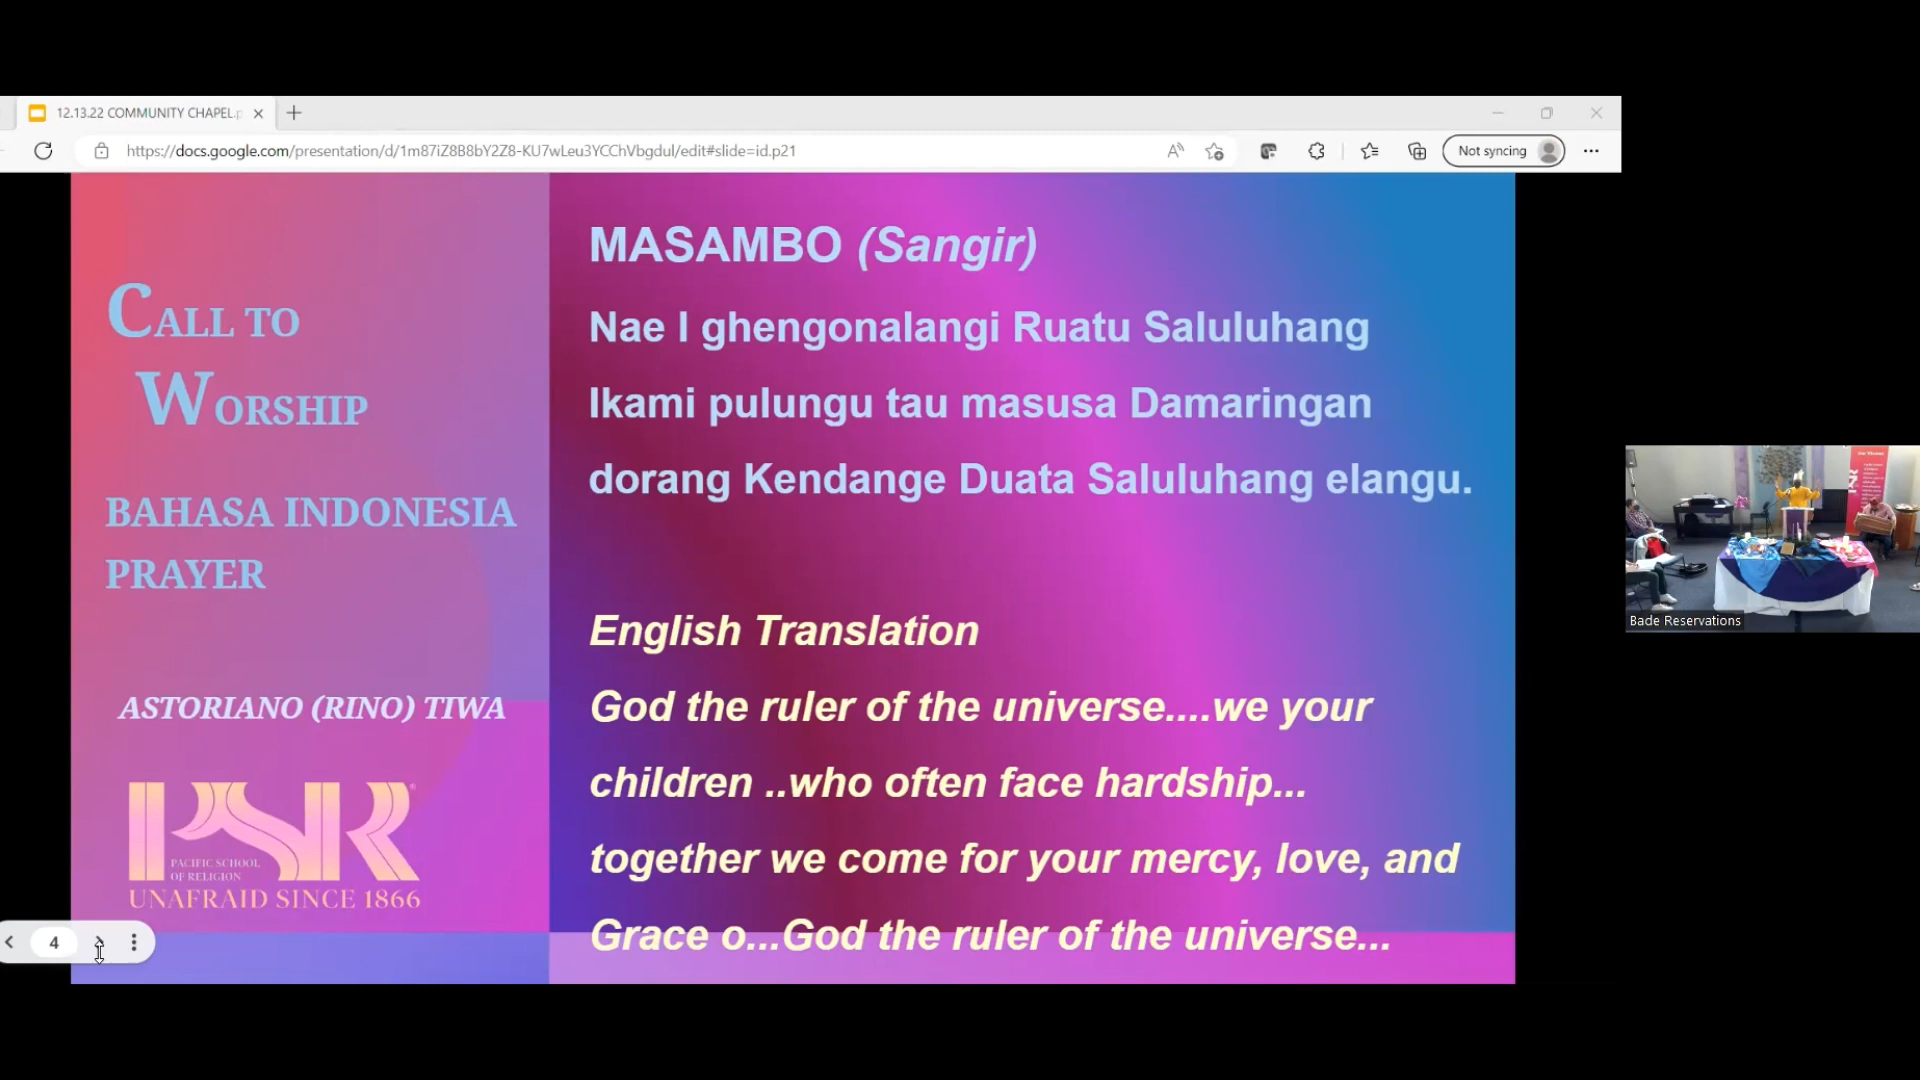 12.13.22 COMMUNITY CHAPEL.p
https://docs.google.com/presentation/d/1m87iZ8B8bY2Z8-KU7wLeu3YCChVbgdul/edit#slide=id.p21
Not syncing
CALL TO
WORSHIP
BAHASA INDONESIA
PRAYER
ASTORIANO (RINO) TIWA
PSR
PACIFIC SCHOOL
OF RELIGION
UNAFRAID SINCE 1866
4
MASAMBO (Sangir)
Nae I ghengonalangi Ruatu Saluluhang
Ikami pulungu tau masusa Damaringan
dorang Kendange Duata Saluluhang elangu.
English Translation
God the ruler of the universe....we your
children ..who often face hardship...
together we come for your mercy, love, and
Grace o...God the ruler of the universe...
Bade Reservations